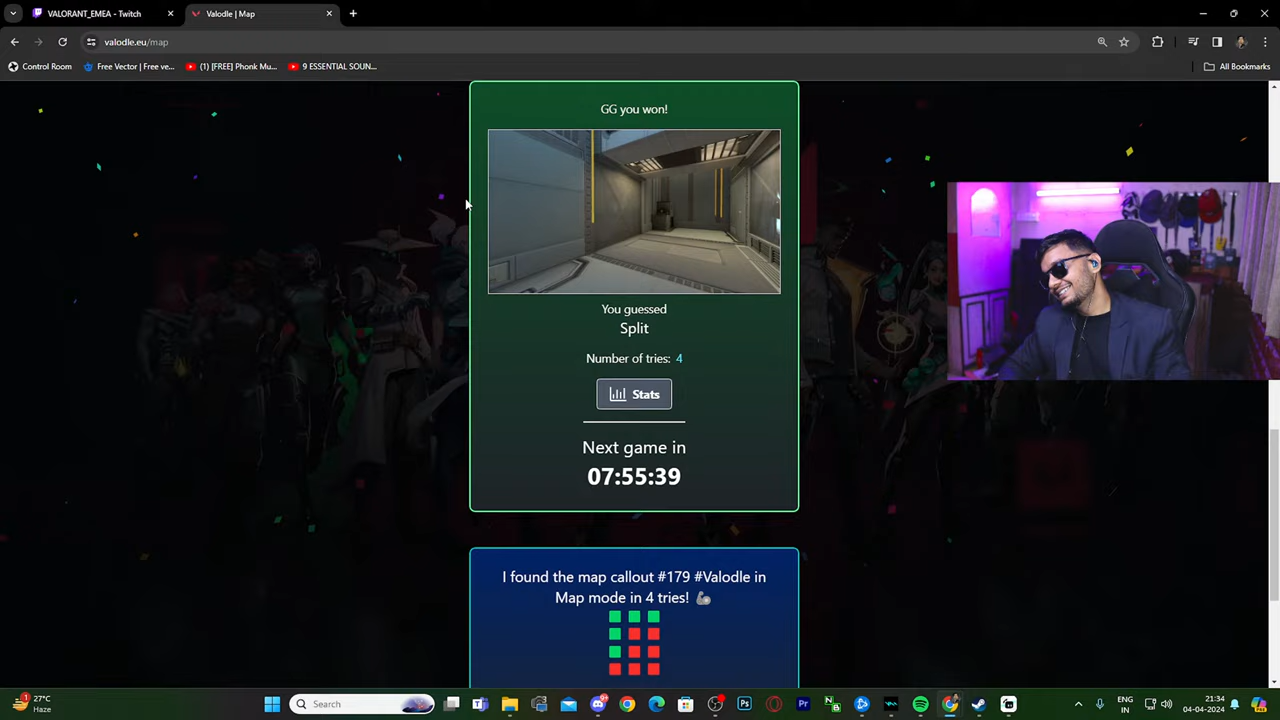 VALORANT_EMEA - Twitch
Valodle | Map
valodle.eu/map
Control Room
Free Vector | Free ve...
(1) [FREE] Phonk Mu...
9 ESSENTIAL SOUN...
All Bookmarks
GG you won!
You guessed
Split
Number of tries: 4
Stats
Next game in
07:55:39
I found the map callout #179 #Valodle in
Map mode in 4 tries! 🦾
27°C
Haze
Search
ENG
IN
21:34
04-04-2024